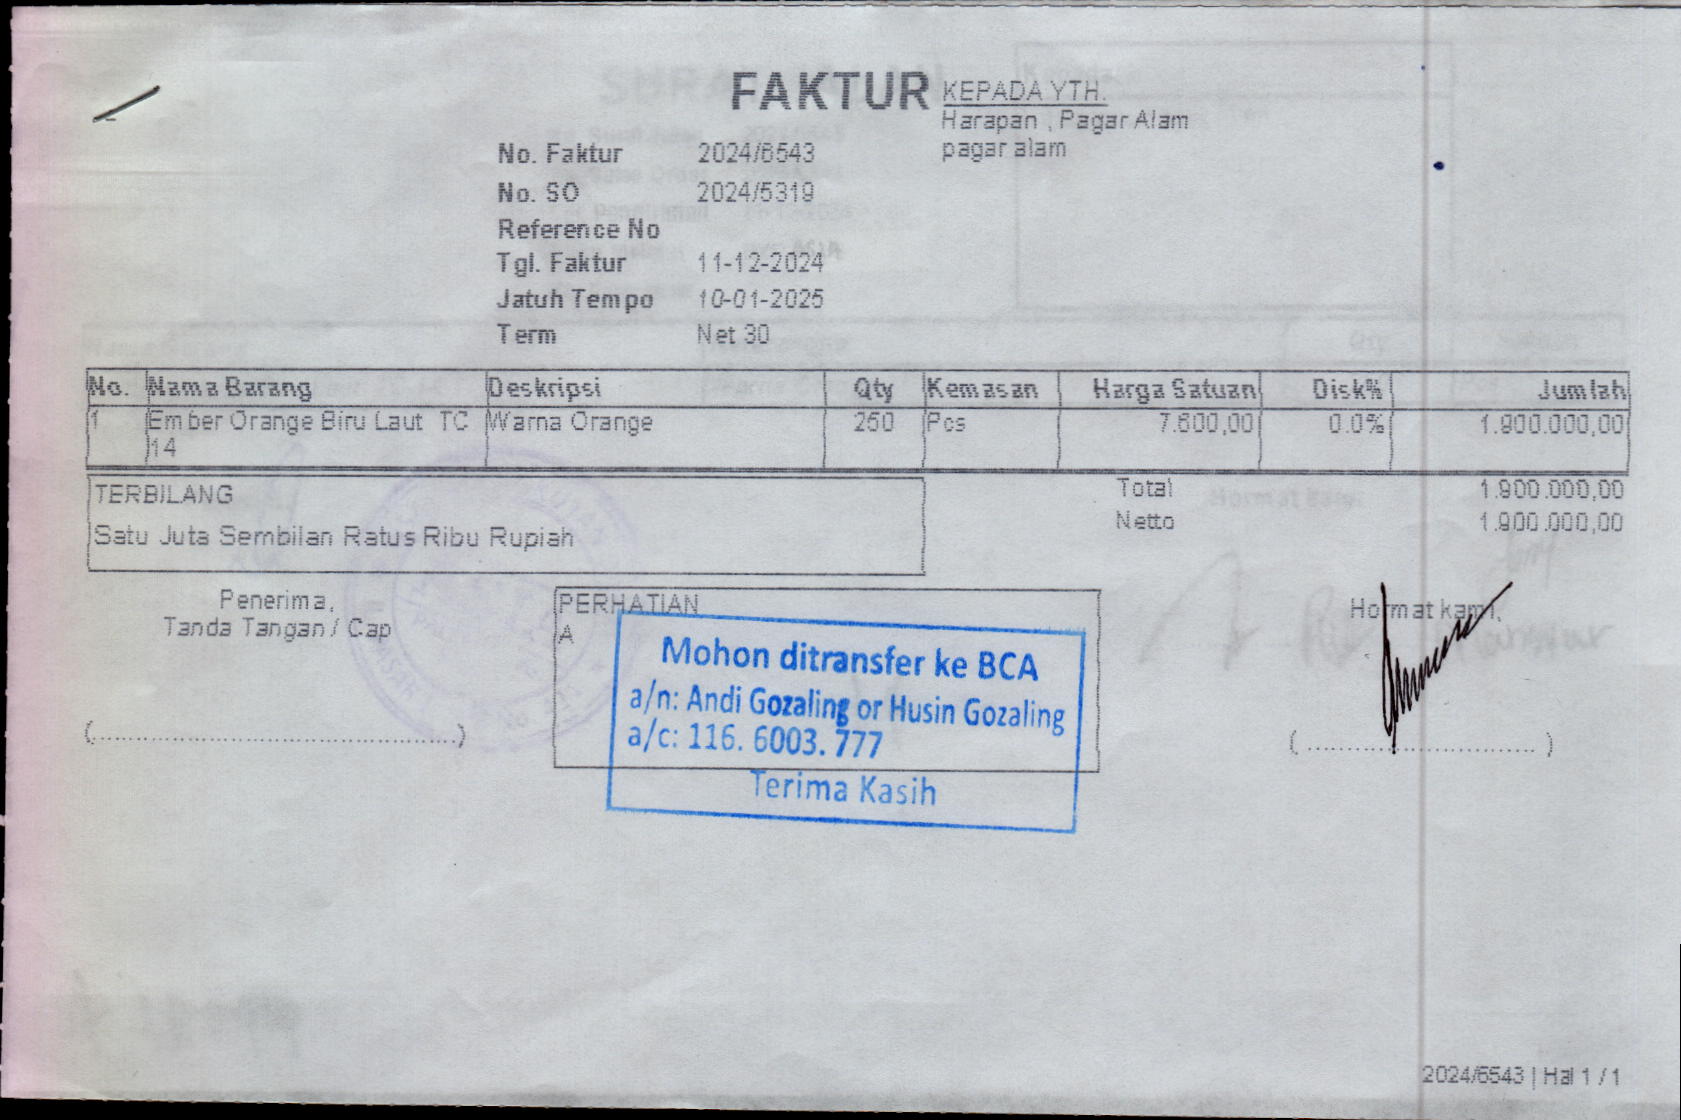 FAKTUR
KEPADA YTH.
Harapan , Pagar Alam
pagar alam
No. Faktur 2024/6543
No. SO 2024/5319
Reference No
Tgl. Faktur 11-12-2024
Jatuh Tempo 10-01-2025
Term Net 30
No. Nama Barang Deskripsi Qty Kemasan Harga Satuan Disk% Jumlah
1 Ember Orange Biru Laut TC Warna Orange 250 Pcs 7.600,00 0.0% 1.900.000,00
14
TERBILANG
Satu Juta Sembilan Ratus Ribu Rupiah
Total 1.900.000,00
Netto 1.900.000,00
Penerima,
Tanda Tangan / Cap
PERHATIAN
A
Mohon ditransfer ke BCA
a/n: Andi Gozaling or Husin Gozaling
a/c: 116. 6003. 777
Terima Kasih
Hormat kami,
(................................................)
( .............................. )
2024/6543 | Hal 1 / 1